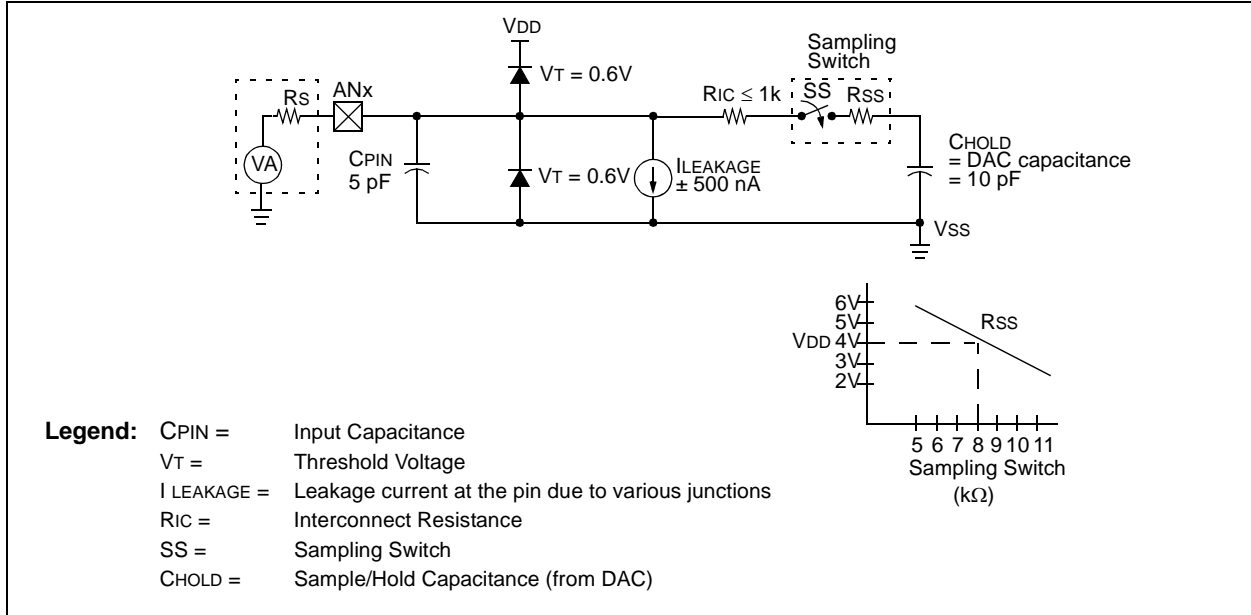 VDD
Sampling
Switch
VT = 0.6V
ANx
RS
RIC ≤ 1k
SS
RSS
VA
CPIN
5 pF
VT = 0.6V
ILEAKAGE
± 500 nA
CHOLD
= DAC capacitance
= 10 pF
VSS
6V
5V
VDD 4V
3V
2V
RSS
5 6 7 8 9 10 11
Sampling Switch
(kΩ)
Legend: CPIN = Input Capacitance
VT = Threshold Voltage
I LEAKAGE = Leakage current at the pin due to various junctions
RIC = Interconnect Resistance
SS = Sampling Switch
CHOLD = Sample/Hold Capacitance (from DAC)